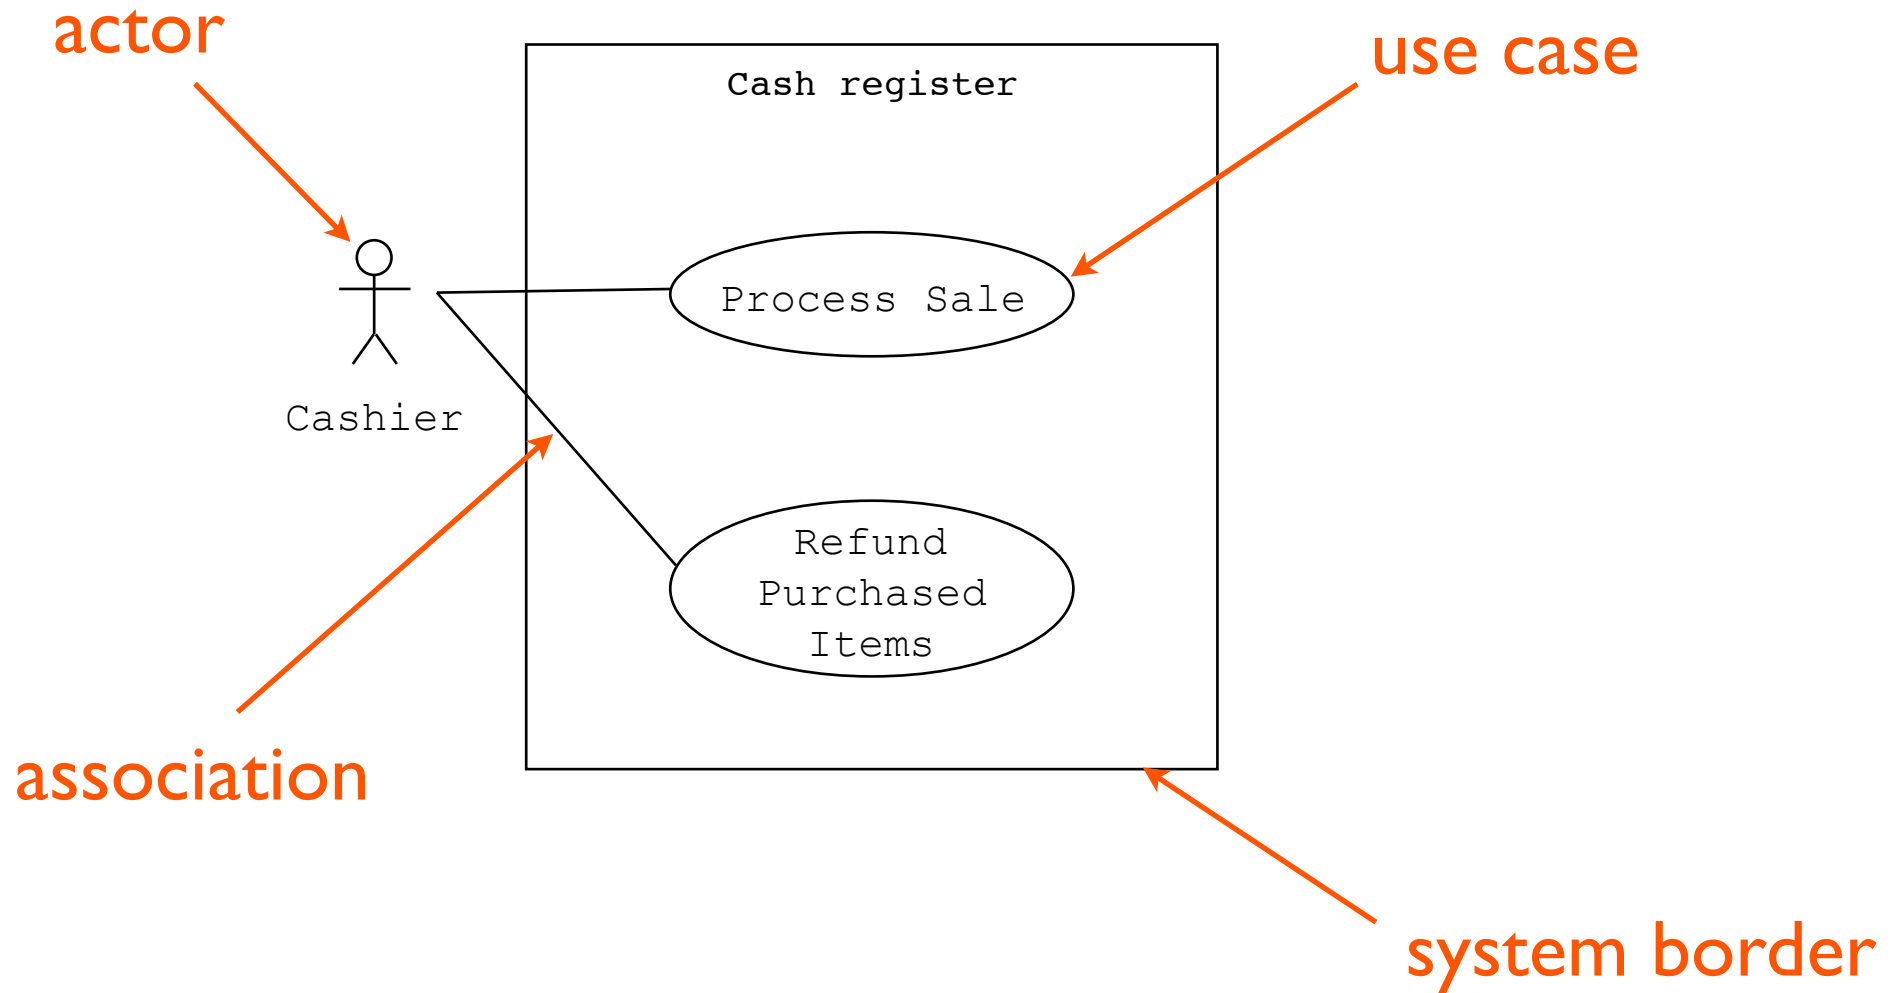 actor
use case
Cash register
Process Sale
Cashier
Refund
Purchased
Items
association
system border